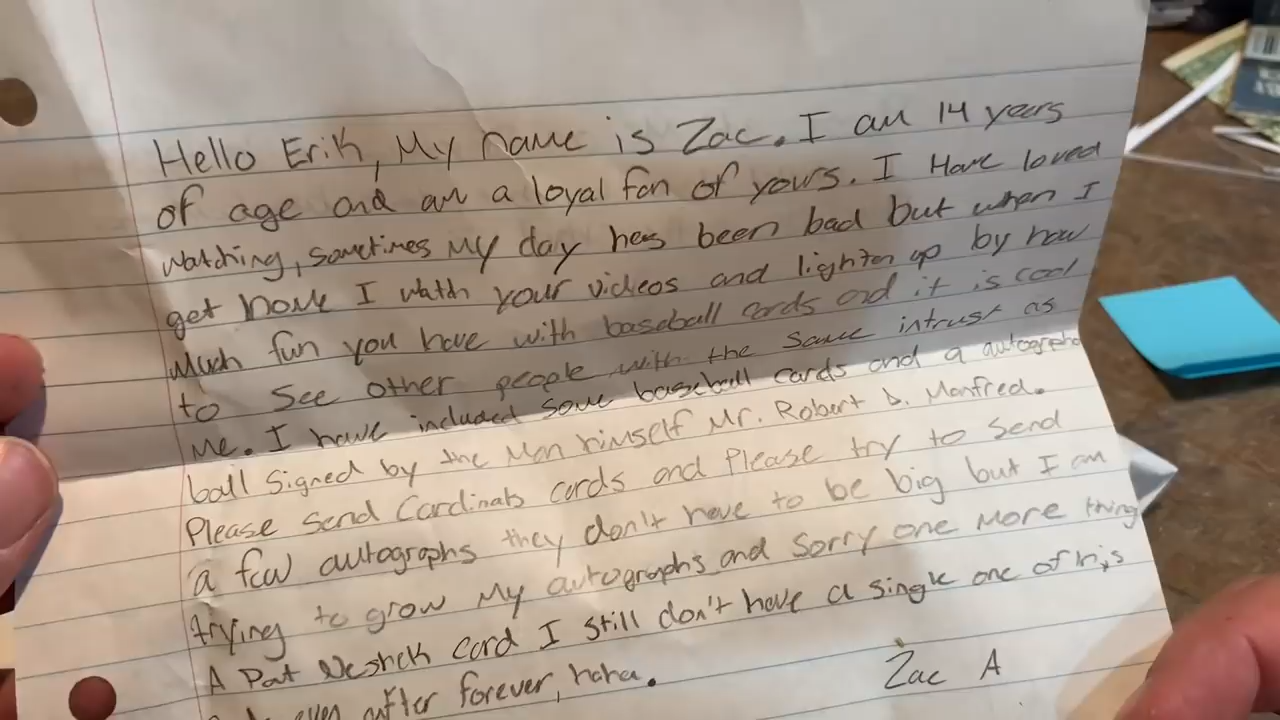 Hello Erik, My name is Zac. I am 14 years
of age and am a loyal fan of yours. I Have loved
watching, sometimes My day has been bad but when I
get home I watch your videos and lighten up by how
Much fun you have with baseball cards and it is cool
to see other people with the same intrust as
me. I have included some baseball cards and a autograph
ball signed by the Man himself Mr. Robert D. Manfred.
Please send Cardinals cards and Please try to send
a few autographs they don't have to be big but I am
trying to grow My autographs and sorry one more thing
A Pat Neshek card I still don't have a single one of his
even after forever, haha.
Zac A